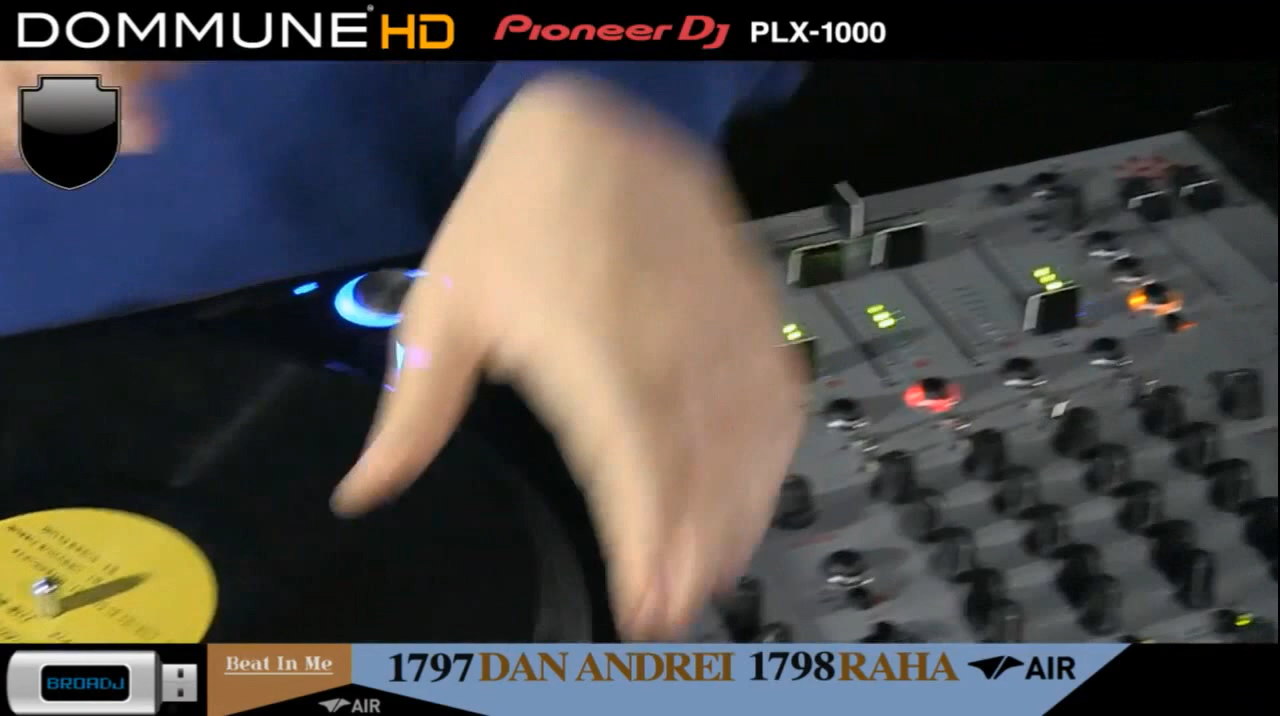 DOMMUNE HD Pioneer Dj PLX-1000
BROADJ
Beat In Me
AIR
1797 DAN ANDREI 1798 RAHA AIR